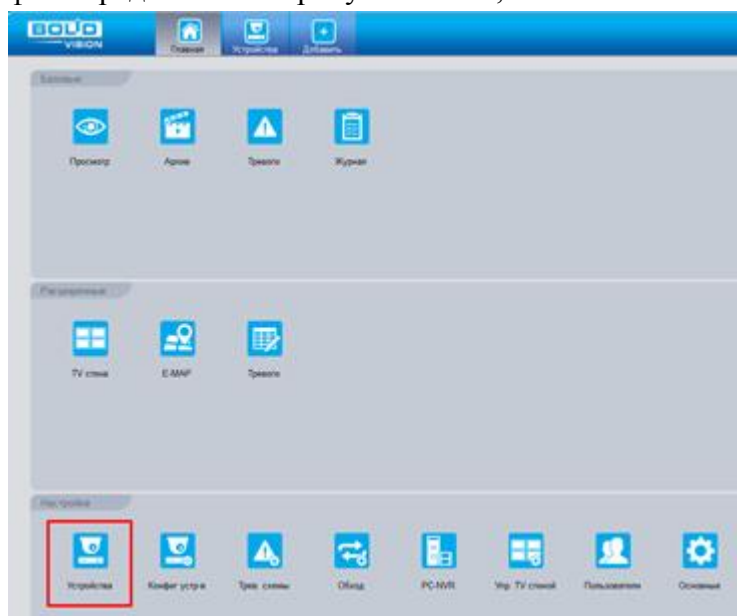 BOLID
VISION
Главная
Устройства
Добавить
Базовые
Просмотр
Архив
Тревоги
Журнал
Расширенные
TV стена
E-MAP
Тревоги
Настройка
Устройства
Конфиг устр-в
Трев. схемы
Обход
PC-NVR
Упр. TV стеной
Пользователи
Основные